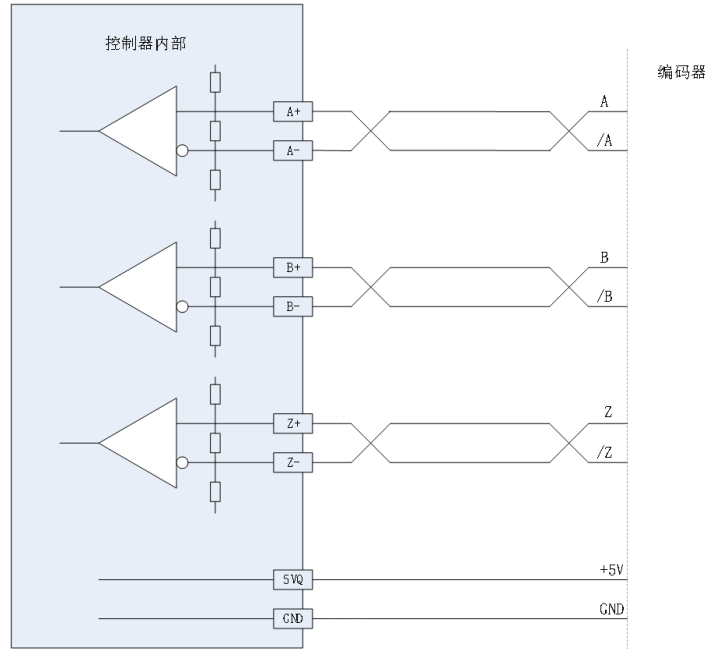 控制器内部
编码器
A+
A
A-
/A
B+
B
B-
/B
Z+
Z
Z-
/Z
5VQ
+5V
GND
GND